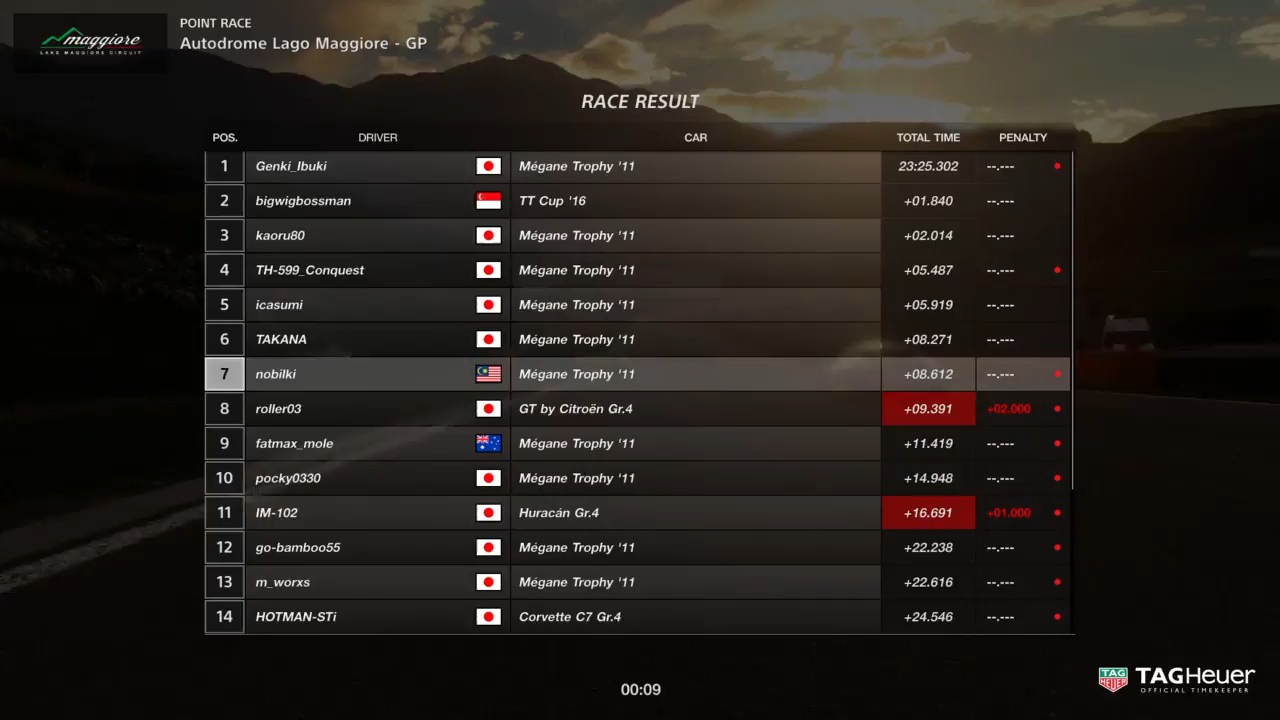 maggiore
LAKE MAGGIORE CIRCUIT
POINT RACE
Autodrome Lago Maggiore - GP
RACE RESULT
POS. DRIVER CAR TOTAL TIME PENALTY
1 Genki_Ibuki Mégane Trophy '11 23:25.302 --.---
2 bigwigbossman TT Cup '16 +01.840 --.---
3 kaoru80 Mégane Trophy '11 +02.014 --.---
4 TH-599_Conquest Mégane Trophy '11 +05.487 --.---
5 icasumi Mégane Trophy '11 +05.919 --.---
6 TAKANA Mégane Trophy '11 +08.271 --.---
7 nobilki Mégane Trophy '11 +08.612 --.---
8 roller03 GT by Citroën Gr.4 +09.391 +02.000
9 fatmax_mole Mégane Trophy '11 +11.419 --.---
10 pocky0330 Mégane Trophy '11 +14.948 --.---
11 IM-102 Huracán Gr.4 +16.691 +01.000
12 go-bamboo55 Mégane Trophy '11 +22.238 --.---
13 m_worxs Mégane Trophy '11 +22.616 --.---
14 HOTMAN-STi Corvette C7 Gr.4 +24.546 --.---
00:09
TAG HEUER TAGHeuer
OFFICIAL TIMEKEEPER